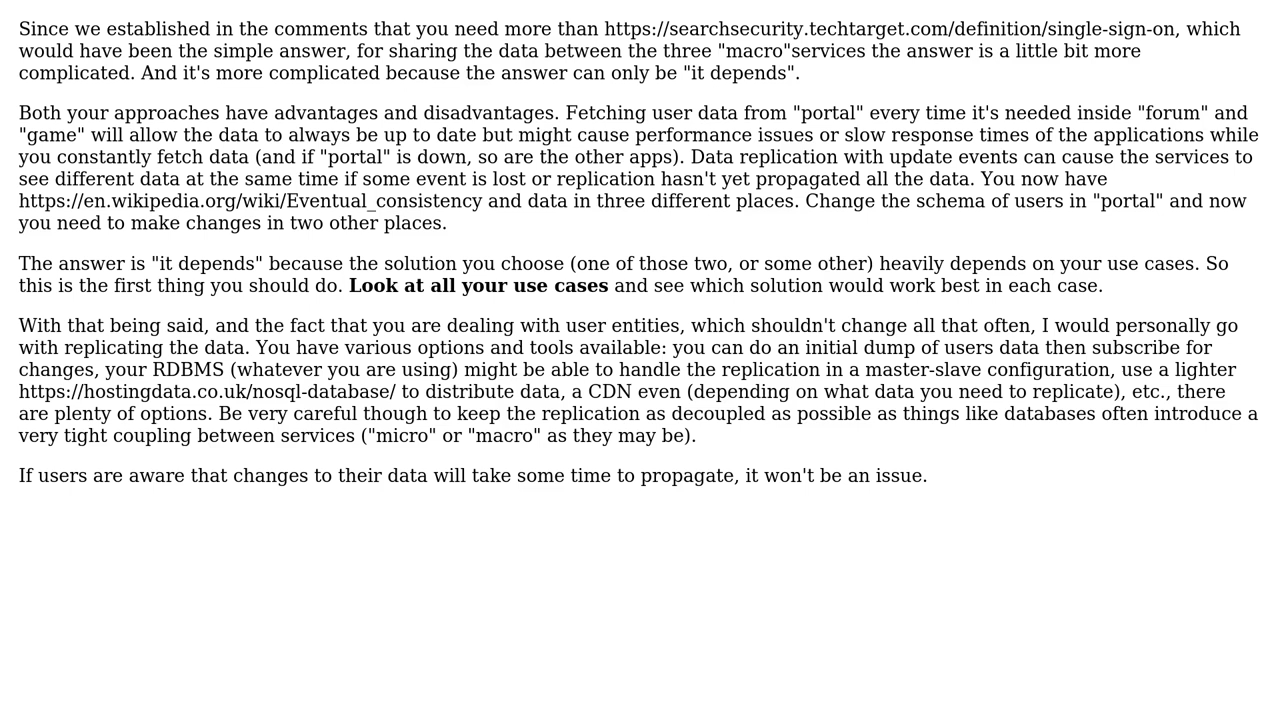 Since we established in the comments that you need more than https://searchsecurity.techtarget.com/definition/single-sign-on, which
would have been the simple answer, for sharing the data between the three "macro"services the answer is a little bit more
complicated. And it's more complicated because the answer can only be "it depends".
Both your approaches have advantages and disadvantages. Fetching user data from "portal" every time it's needed inside "forum" and
"game" will allow the data to always be up to date but might cause performance issues or slow response times of the applications while
you constantly fetch data (and if "portal" is down, so are the other apps). Data replication with update events can cause the services to
see different data at the same time if some event is lost or replication hasn't yet propagated all the data. You now have
https://en.wikipedia.org/wiki/Eventual_consistency and data in three different places. Change the schema of users in "portal" and now
you need to make changes in two other places.
The answer is "it depends" because the solution you choose (one of those two, or some other) heavily depends on your use cases. So
this is the first thing you should do. Look at all your use cases and see which solution would work best in each case.
With that being said, and the fact that you are dealing with user entities, which shouldn't change all that often, I would personally go
with replicating the data. You have various options and tools available: you can do an initial dump of users data then subscribe for
changes, your RDBMS (whatever you are using) might be able to handle the replication in a master-slave configuration, use a lighter
https://hostingdata.co.uk/nosql-database/ to distribute data, a CDN even (depending on what data you need to replicate), etc., there
are plenty of options. Be very careful though to keep the replication as decoupled as possible as things like databases often introduce a
very tight coupling between services ("micro" or "macro" as they may be).
If users are aware that changes to their data will take some time to propagate, it won't be an issue.